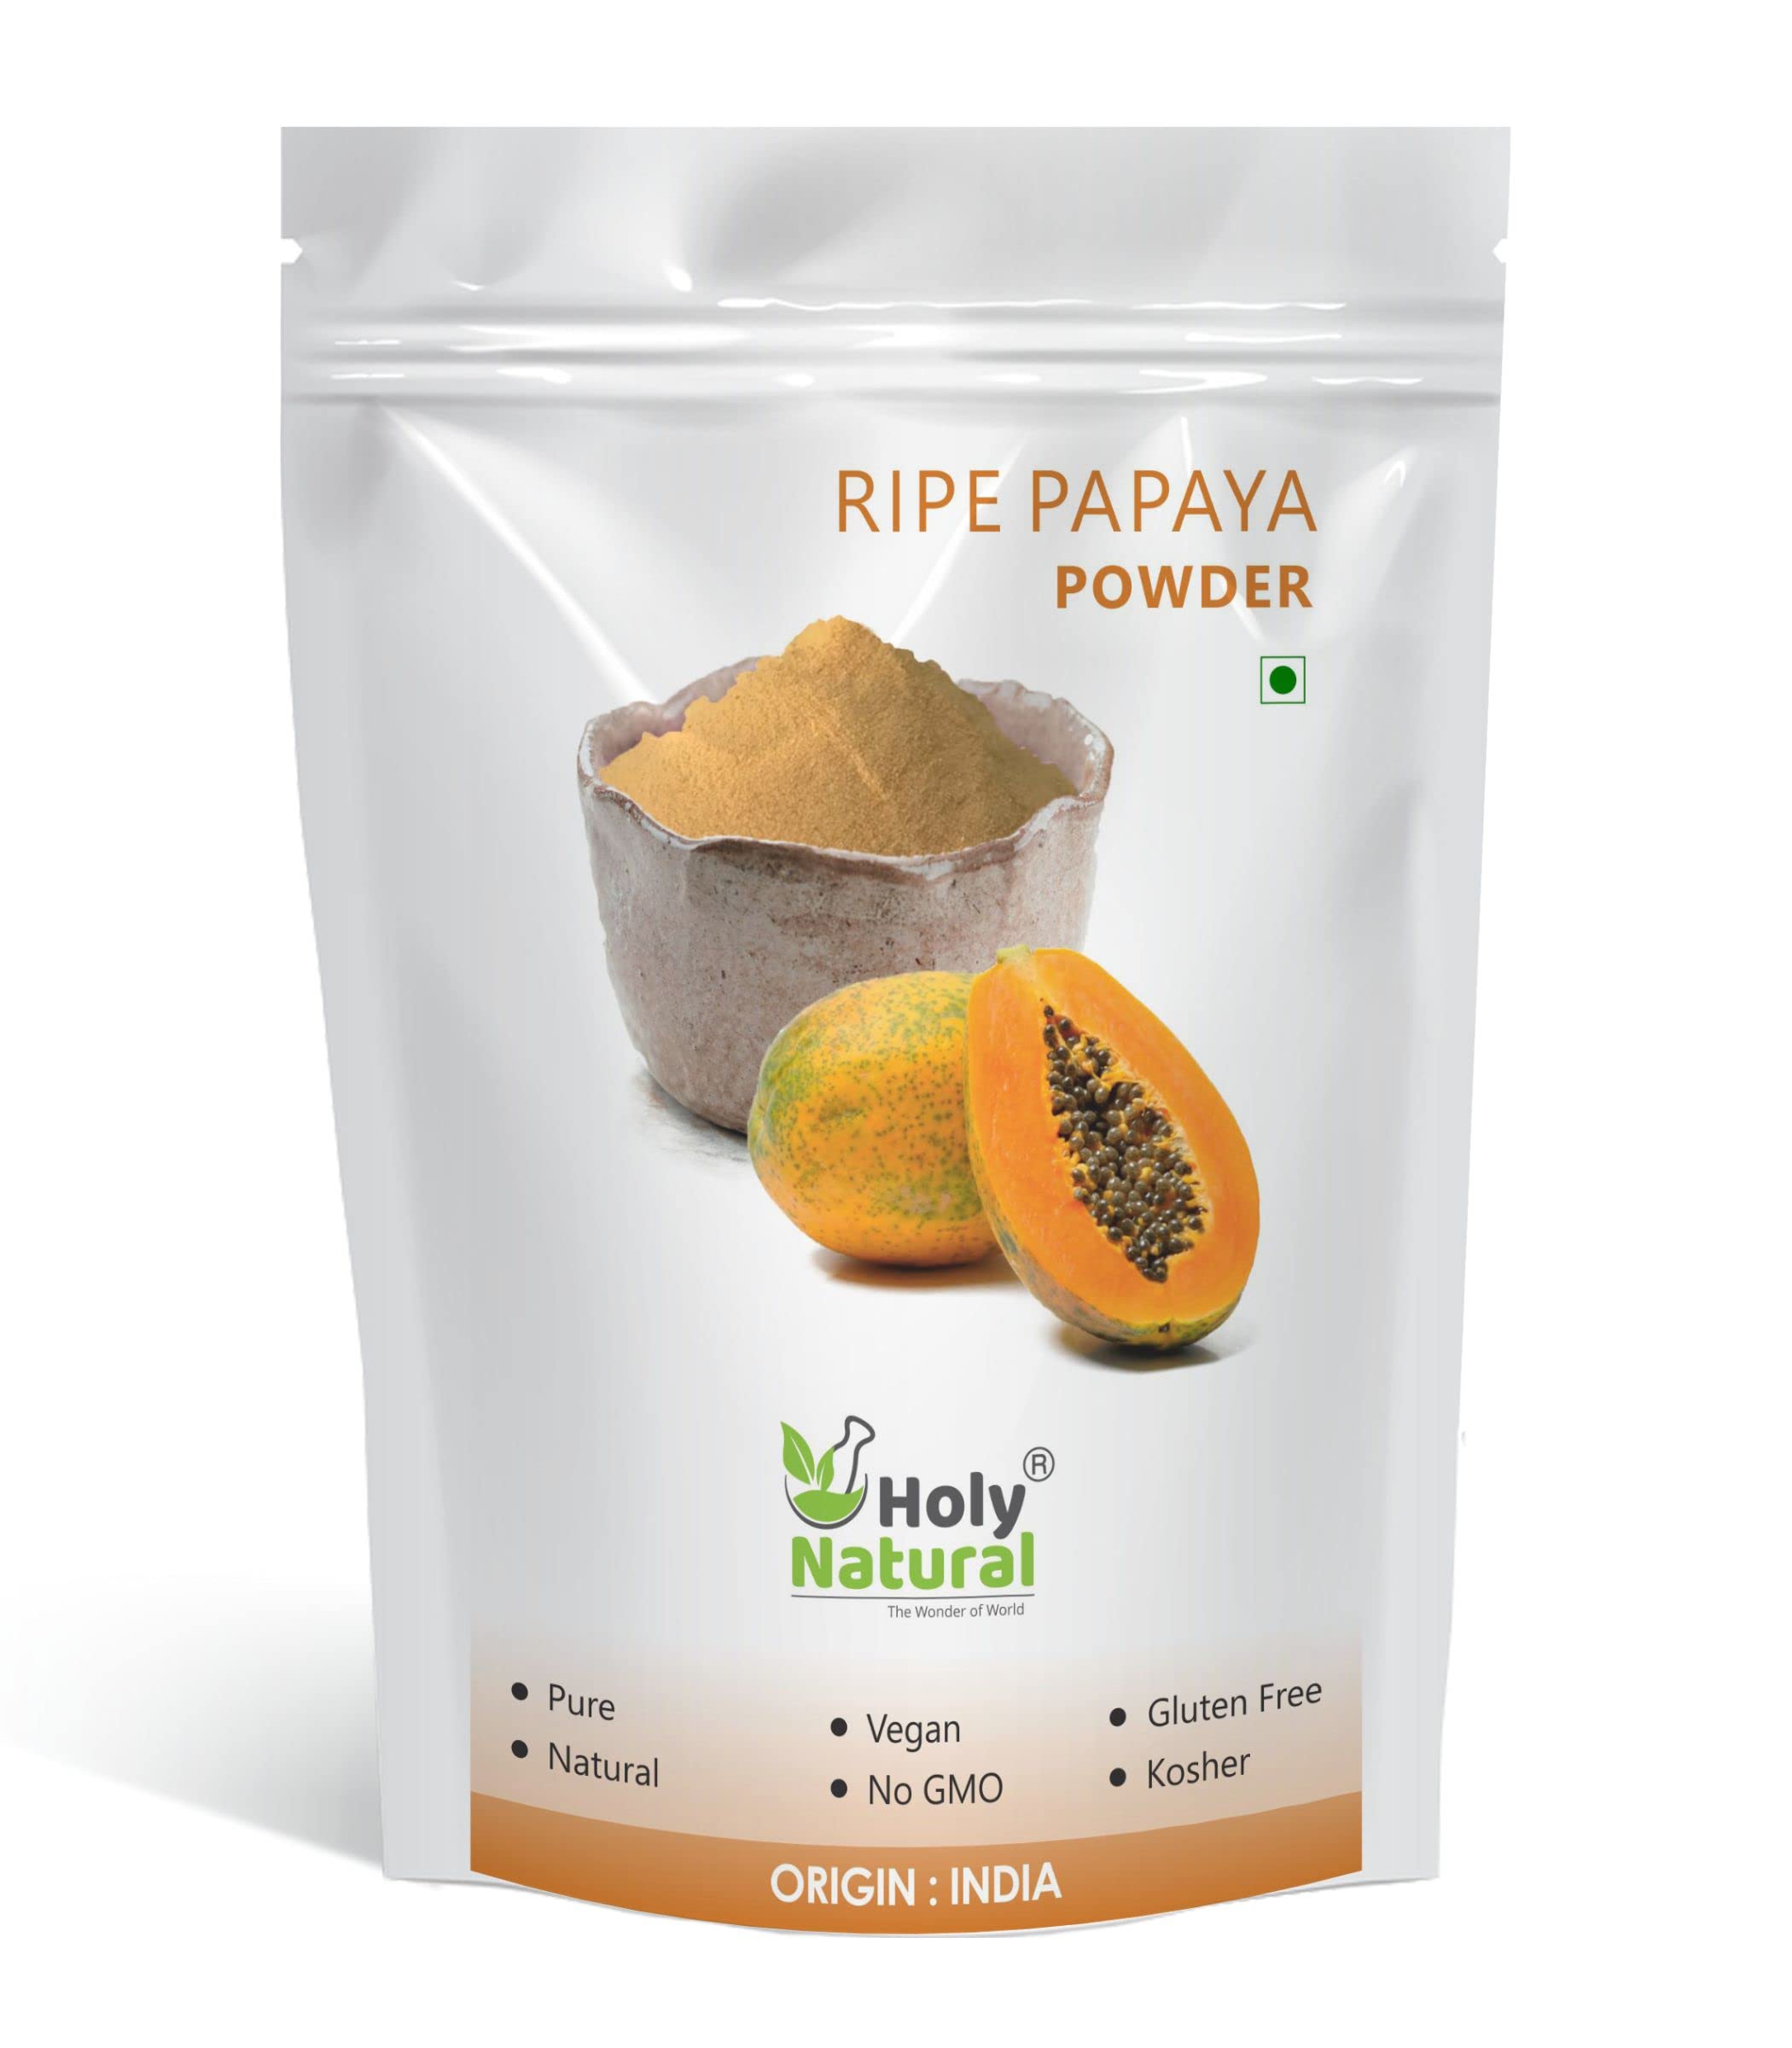 RIPE PAPAYA
POWDER
Holy®
Natural
The Wonder of World
• Pure
• Natural
• Vegan
• No GMO
• Gluten Free
• Kosher
ORIGIN : INDIA